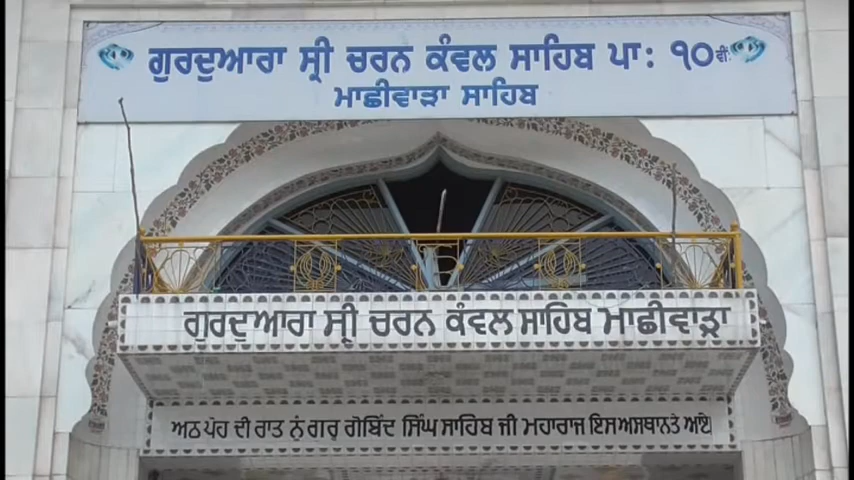 ਗੁਰਦੁਆਰਾ ਸ੍ਰੀ ਚਰਨ ਕੰਵਲ ਸਾਹਿਬ ਪਾ: ੧੦ਵੀਂ:
ਮਾਛੀਵਾੜਾ ਸਾਹਿਬ
ਗੁਰਦੁਆਰਾ ਸ੍ਰੀ ਚਰਨ ਕੰਵਲ ਸਾਹਿਬ ਮਾਛੀਵਾੜਾ
ਅਠ ਪੋਹ ਦੀ ਰਾਤ ਨੂੰ ਗੁਰੂ ਗੋਬਿੰਦ ਸਿੰਘ ਸਾਹਿਬ ਜੀ ਮਹਾਰਾਜ ਇਸ ਅਸਥਾਨ ਤੇ ਆਏ